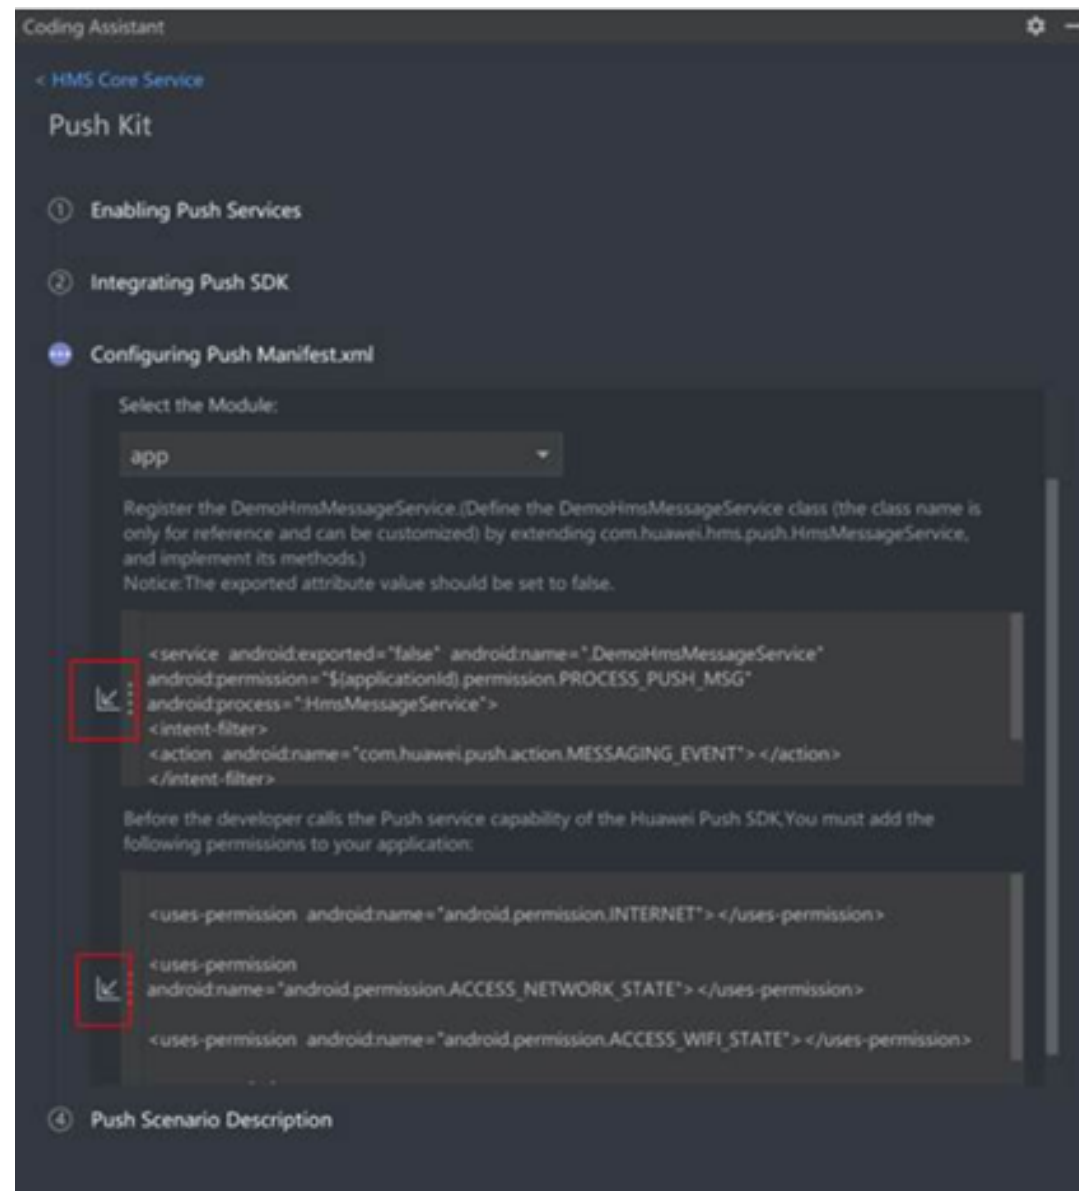 Coding Assistant
< HMS Core Service
Push Kit
1 Enabling Push Services
2 Integrating Push SDK
Configuring Push Manifest.xml
Select the Module:
app
Register the DemoHmsMessageService.(Define the DemoHmsMessageService class (the class name is
only for reference and can be customized) by extending com.huawei.hms.push.HmsMessageService,
and implement its methods.)
Notice:The exported attribute value should be set to false.
<service android:exported="false" android:name=".DemoHmsMessageService"
android:permission="${applicationId}.permission.PROCESS_PUSH_MSG"
android:process=":HmsMessageService">
<intent-filter>
<action android:name="com.huawei.push.action.MESSAGING_EVENT"></action>
</intent-filter>
Before the developer calls the Push service capability of the Huawei Push SDK,You must add the
following permissions to your application:
<uses-permission android:name="android.permission.INTERNET"></uses-permission>
<uses-permission
android:name="android.permission.ACCESS_NETWORK_STATE"></uses-permission>
<uses-permission android:name="android.permission.ACCESS_WIFI_STATE"></uses-permission>
4 Push Scenario Description